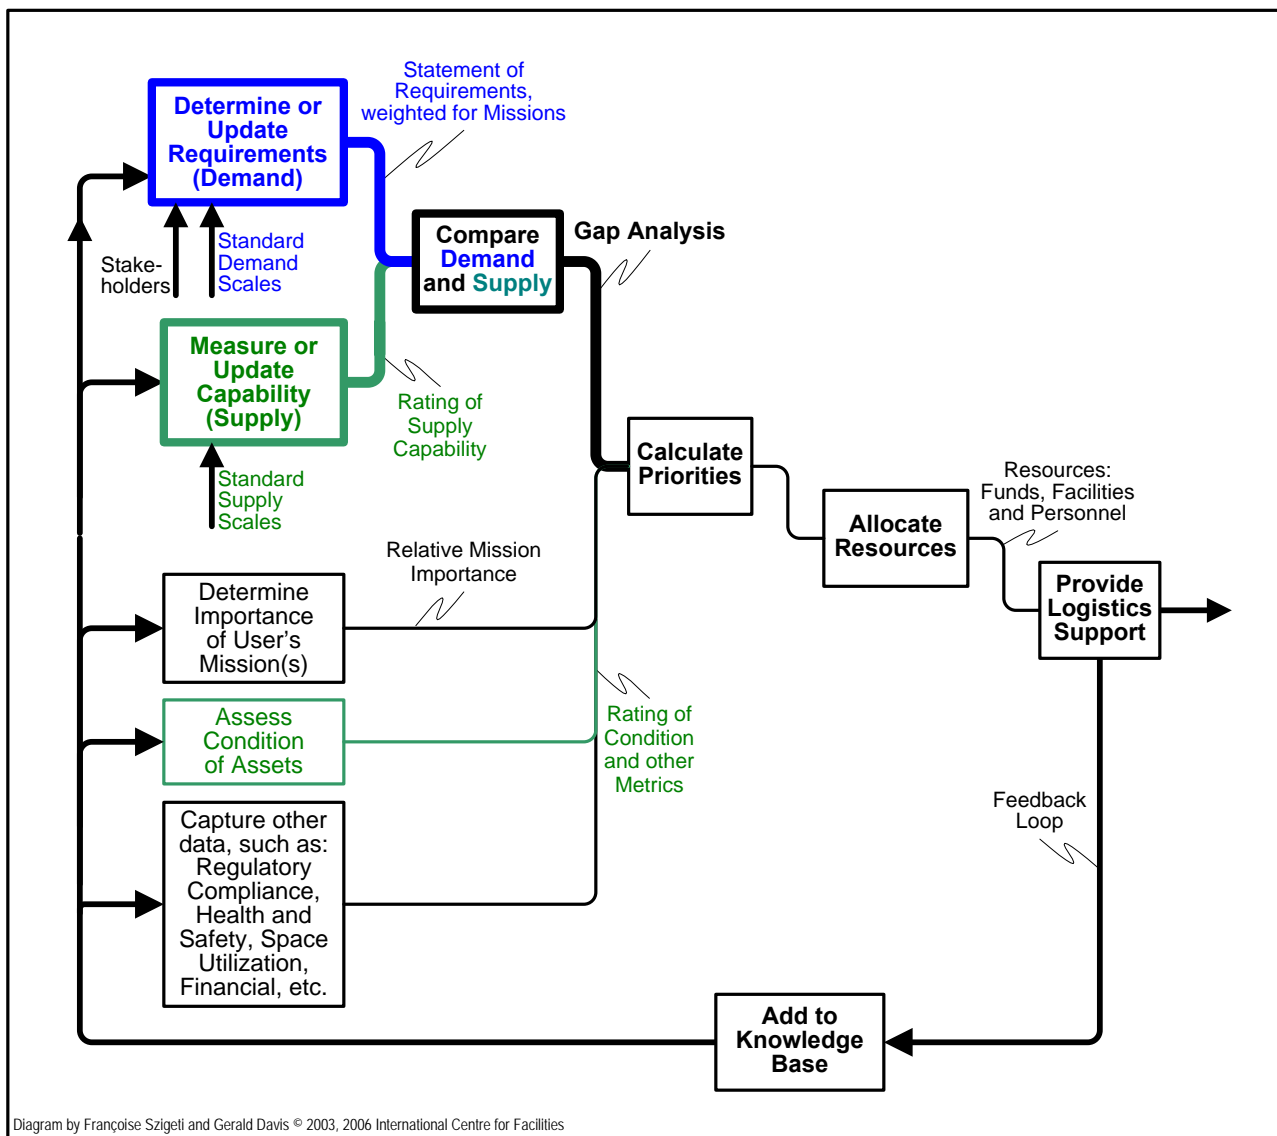 Statement of
Requirements,
weighted for Missions
Determine or
Update
Requirements
(Demand)
Stake-
holders
Standard
Demand
Scales
Compare
Demand
and Supply
Gap Analysis
Measure or
Update
Capability
(Supply)
Rating of
Supply
Capability
Standard
Supply
Scales
Calculate
Priorities
Allocate
Resources
Resources:
Funds, Facilities
and Personnel
Provide
Logistics
Support
Relative Mission
Importance
Determine
Importance
of User’s
Mission(s)
Assess
Condition
of Assets
Rating of
Condition
and other
Metrics
Capture other
data, such as:
Regulatory
Compliance,
Health and
Safety, Space
Utilization,
Financial, etc.
Feedback
Loop
Add to
Knowledge
Base
Diagram by Françoise Szigeti and Gerald Davis © 2003, 2006 International Centre for Facilities